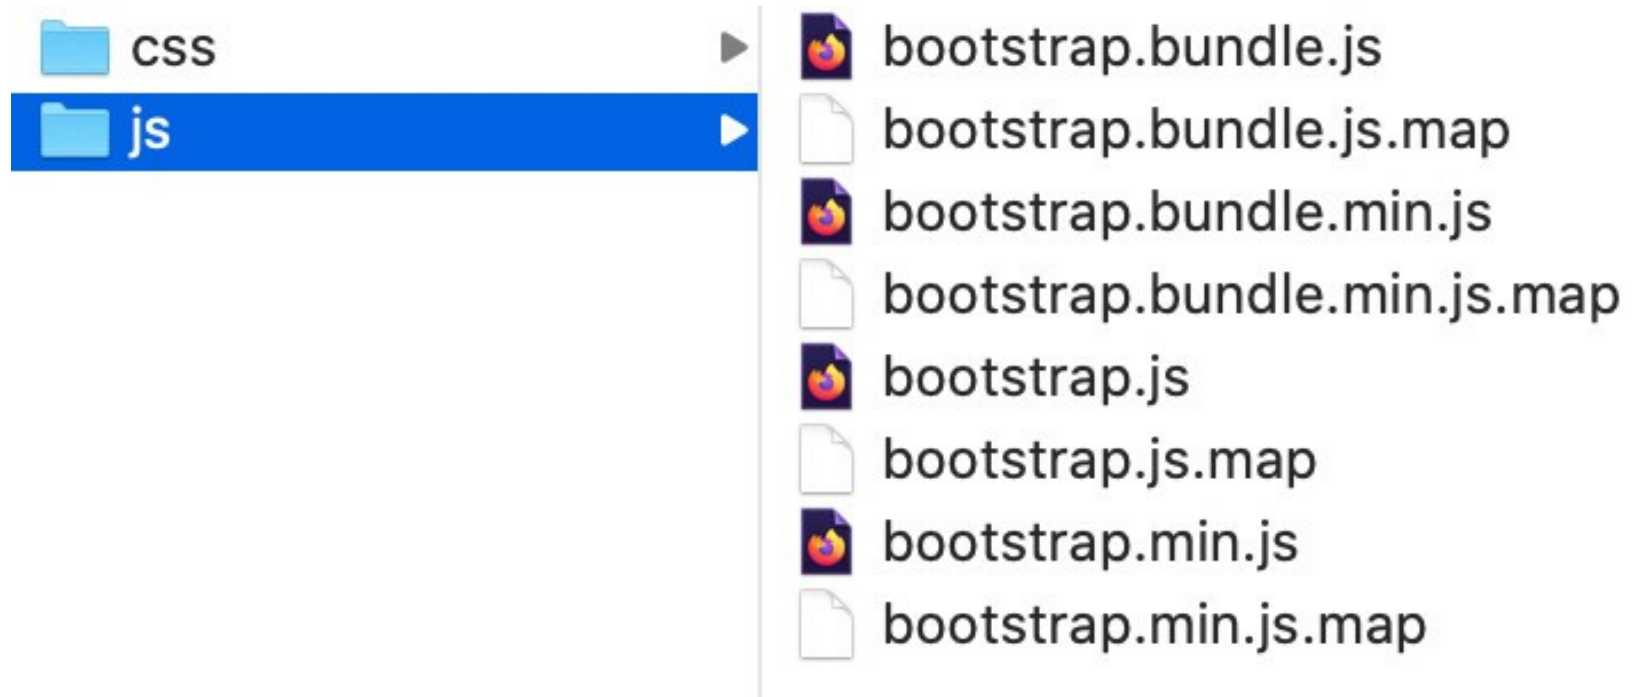 css
js
bootstrap.bundle.js
bootstrap.bundle.js.map
bootstrap.bundle.min.js
bootstrap.bundle.min.js.map
bootstrap.js
bootstrap.js.map
bootstrap.min.js
bootstrap.min.js.map